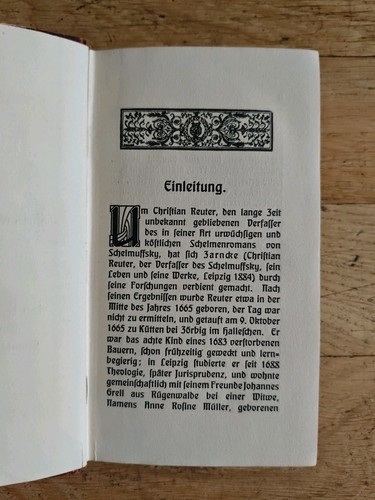 Einleitung.
Um Christian Reuter, den lange Zeit
unbekannt gebliebenen Verfasser
des in seiner Art urwüchsigen und
köstlichen Schelmenromans von
Schelmuffsky, hat sich Zarncke (Christian
Reuter, der Verfasser des Schelmuffsky, sein
Leben und seine Werke, Leipzig 1884) durch
seine Forschungen verdient gemacht. Nach
seinen Ergebnissen wurde Reuter etwa in der
Mitte des Jahres 1665 geboren, der Tag war
nicht zu ermitteln, und getauft am 9. Oktober
1665 zu Kütten bei Zörbig im Halleschen. Er
war das achte Kind eines 1683 verstorbenen
Bauern, schon frühzeitig geweckt und lern-
begierig; in Leipzig studierte er seit 1688
Theologie, später Jurisprudenz, und wohnte
gemeinschaftlich mit seinem Freunde Johannes
Grell aus Rügenwalde bei einer Witwe,
Namens Anne Rosine Müller, geborenen